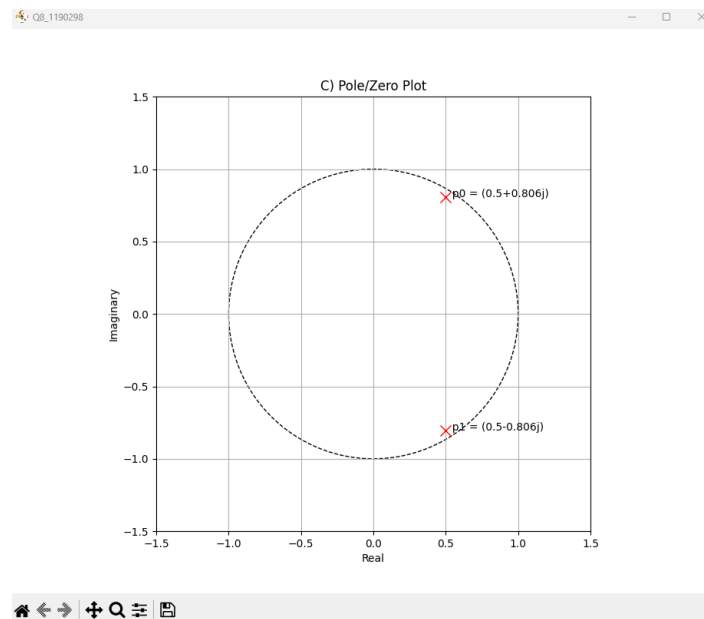 Q8_1190298
C) Pole/Zero Plot
1.5
1.0
p0 = (0.5+0.806j)
0.5
0.0
Imaginary
−0.5
p1 = (0.5-0.806j)
−1.0
−1.5
−1.5 −1.0 −0.5 0.0 0.5 1.0 1.5
Real